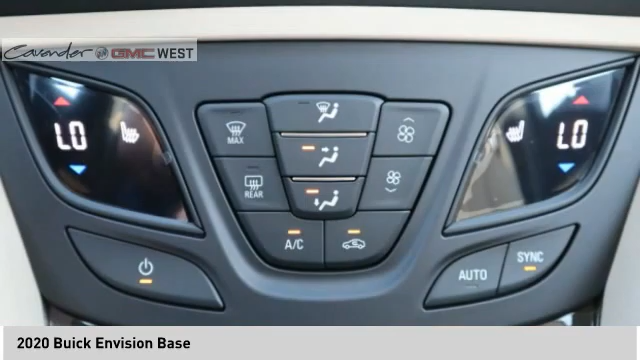 Cavender GMC WEST
LO
LO
MAX
REAR
A/C
AUTO
SYNC
2020 Buick Envision Base